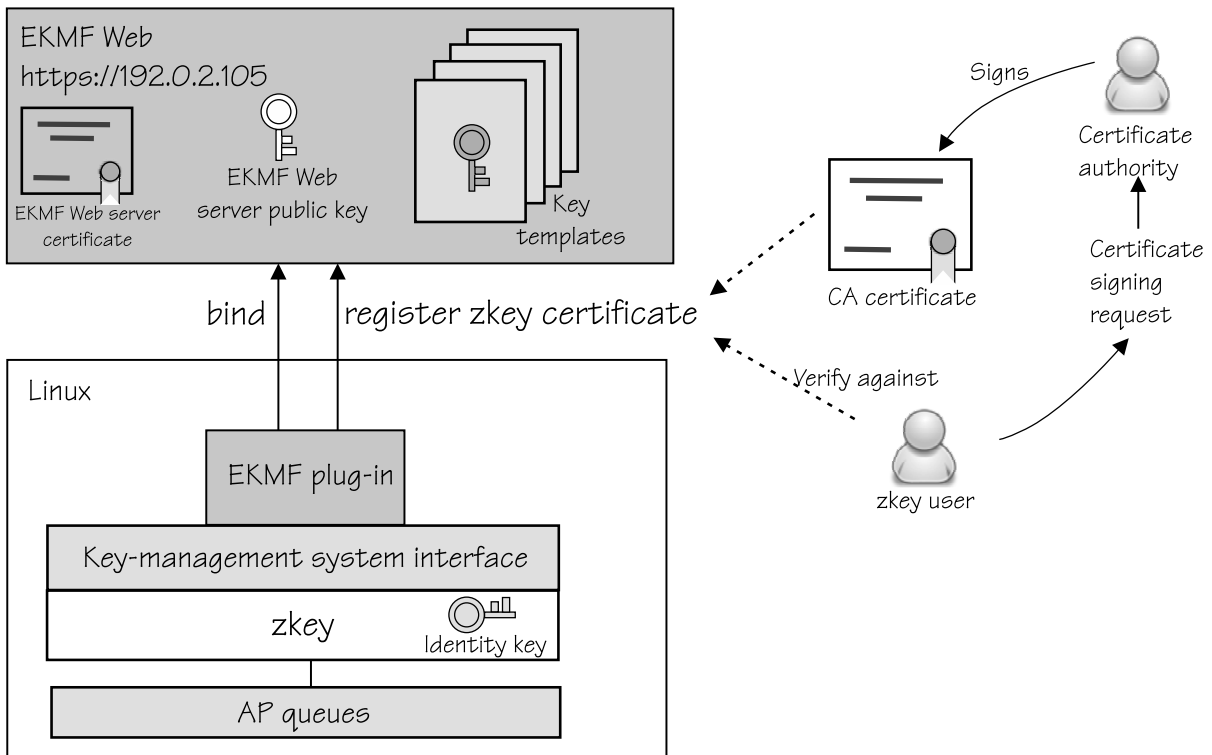 EKMF Web
https://192.0.2.105
EKMF Web server
certificate
EKMF Web
server public key
Key
templates
Signs
Certificate
authority
CA certificate
Certificate
signing
request
bind
register zkey certificate
Verify against
zkey user
Linux
EKMF plug-in
Key-management system interface
zkey
Identity key
AP queues